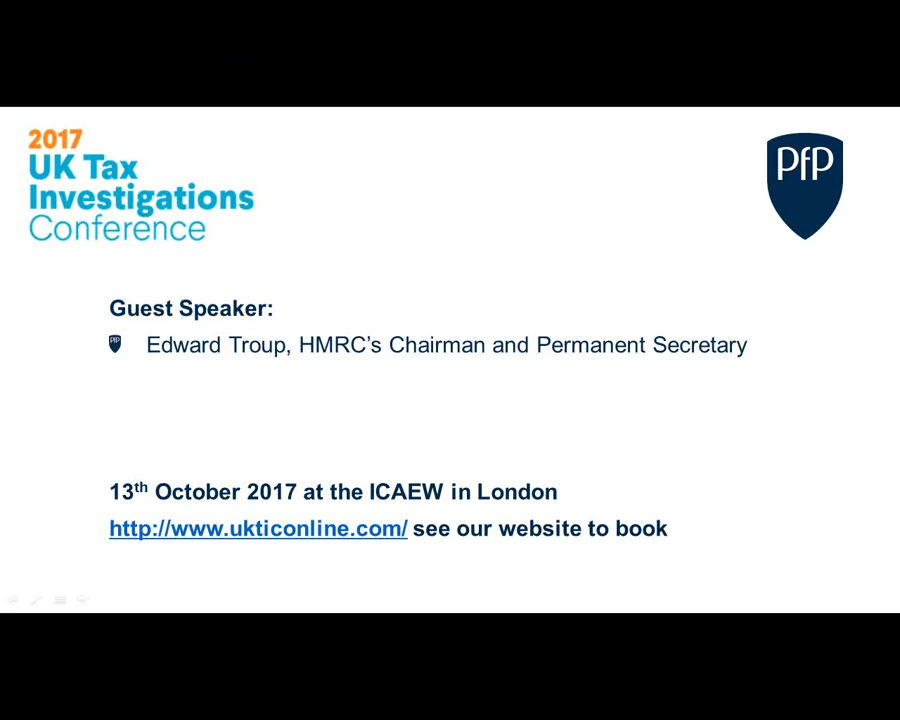 2017
UK Tax
Investigations
Conference
PfP
Guest Speaker:
PfP Edward Troup, HMRC's Chairman and Permanent Secretary
13th October 2017 at the ICAEW in London
http://www.ukticonline.com/ see our website to book